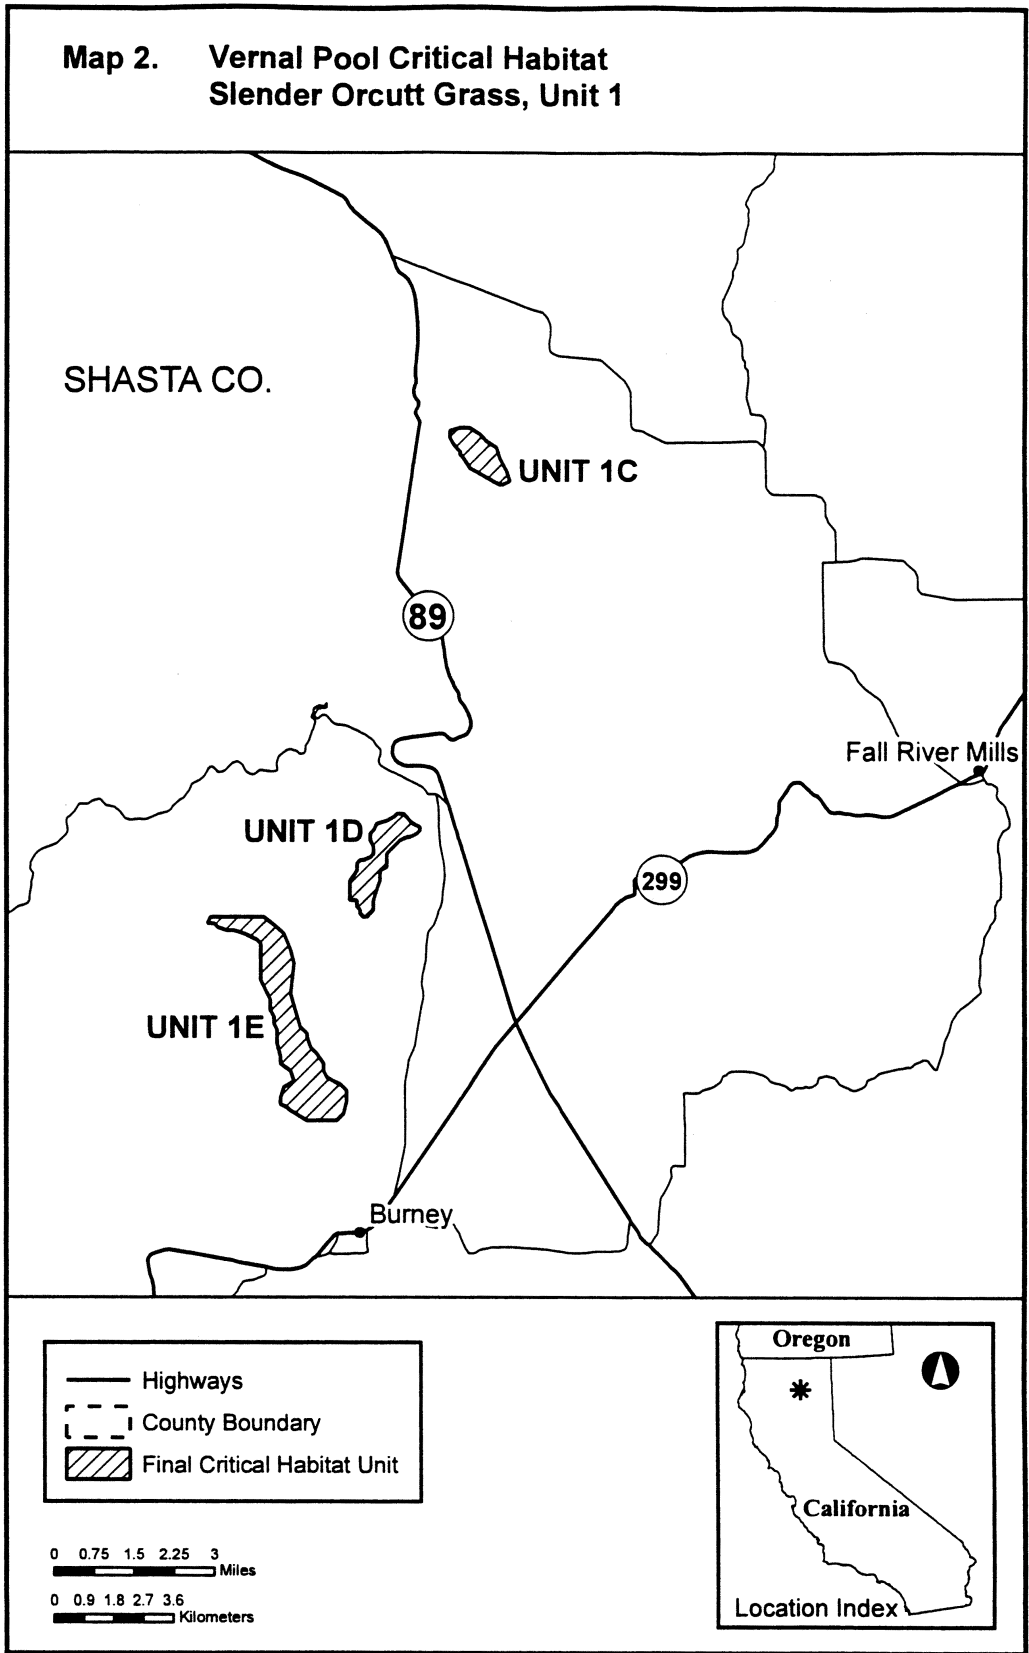 Map 2. Vernal Pool Critical Habitat
Slender Orcutt Grass, Unit 1
SHASTA CO.
UNIT 1C
89
Fall River Mills
UNIT 1D
299
UNIT 1E
Burney
Highways
County Boundary
Final Critical Habitat Unit
0 0.75 1.5 2.25 3
Miles
0 0.9 1.8 2.7 3.6
Kilometers
Oregon
California
Location Index